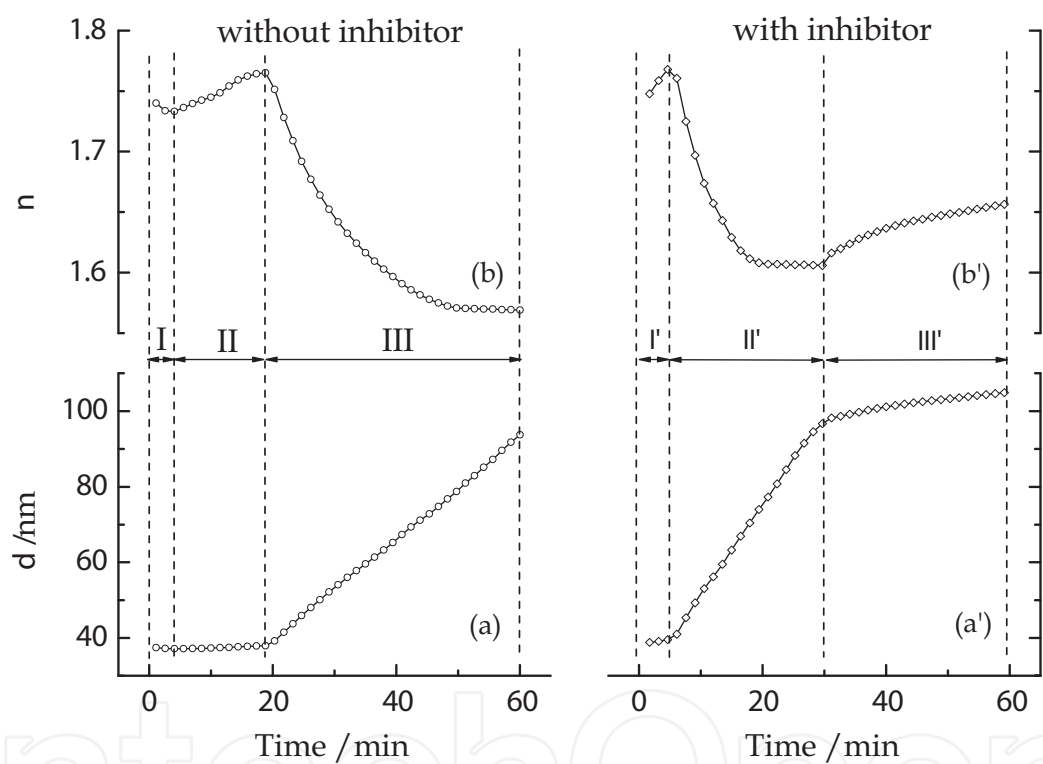 without inhibitor
with inhibitor
1.8
1.7
1.6
n
(b)
(b')
I
II
III
I'
II'
III'
100
80
60
40
d /nm
(a)
(a')
0
20
40
60
0
20
40
60
Time /min
Time /min